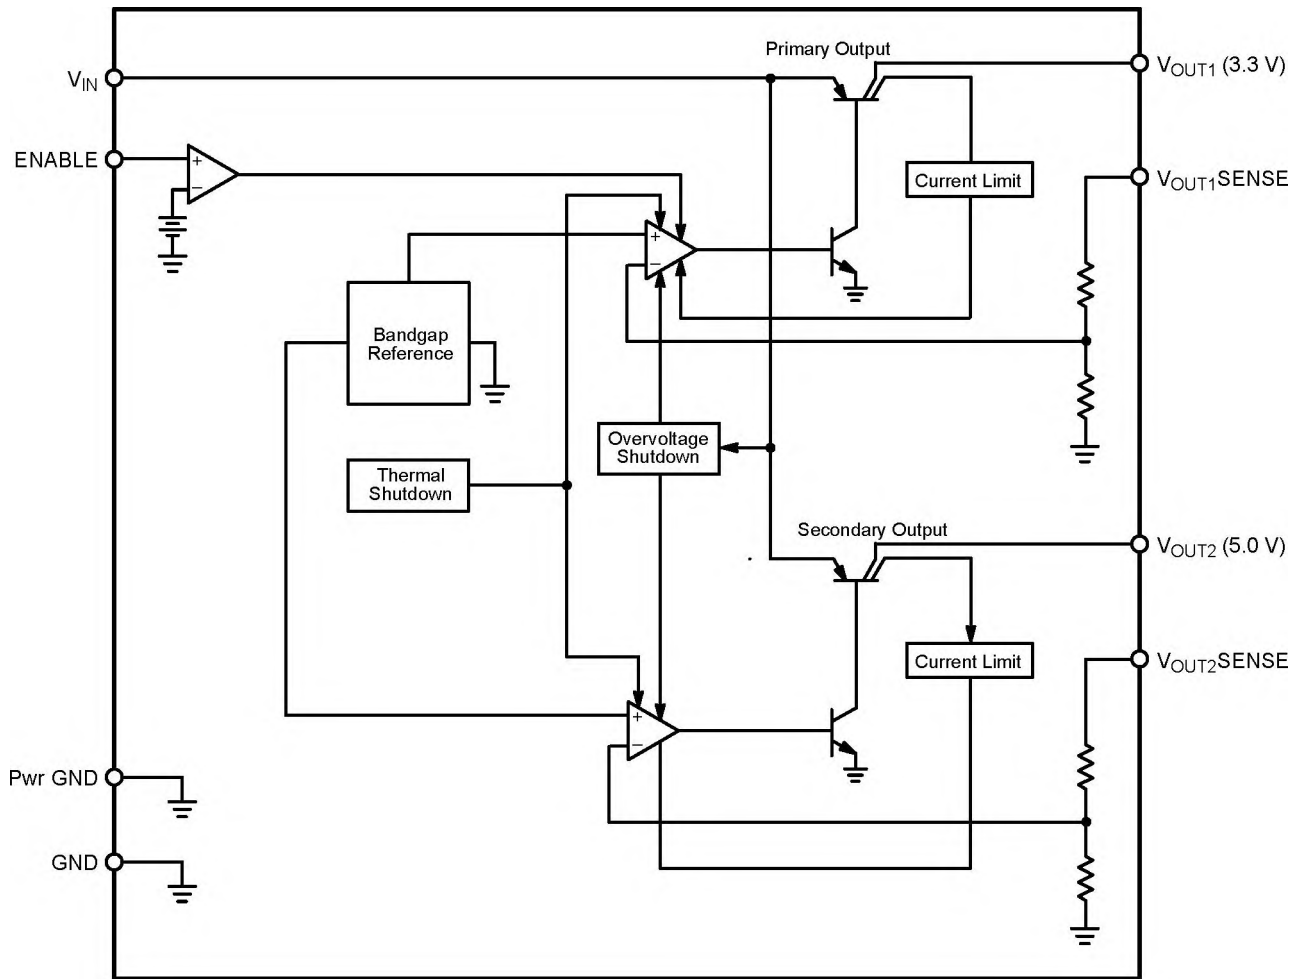 Primary Output
VIN
VOUT1 (3.3 V)
ENABLE
+
−
Current Limit
VOUT1SENSE
+
−
Bandgap
Reference
Overvoltage
Shutdown
Thermal
Shutdown
Secondary Output
VOUT2 (5.0 V)
Current Limit
VOUT2SENSE
+
−
Pwr GND
GND